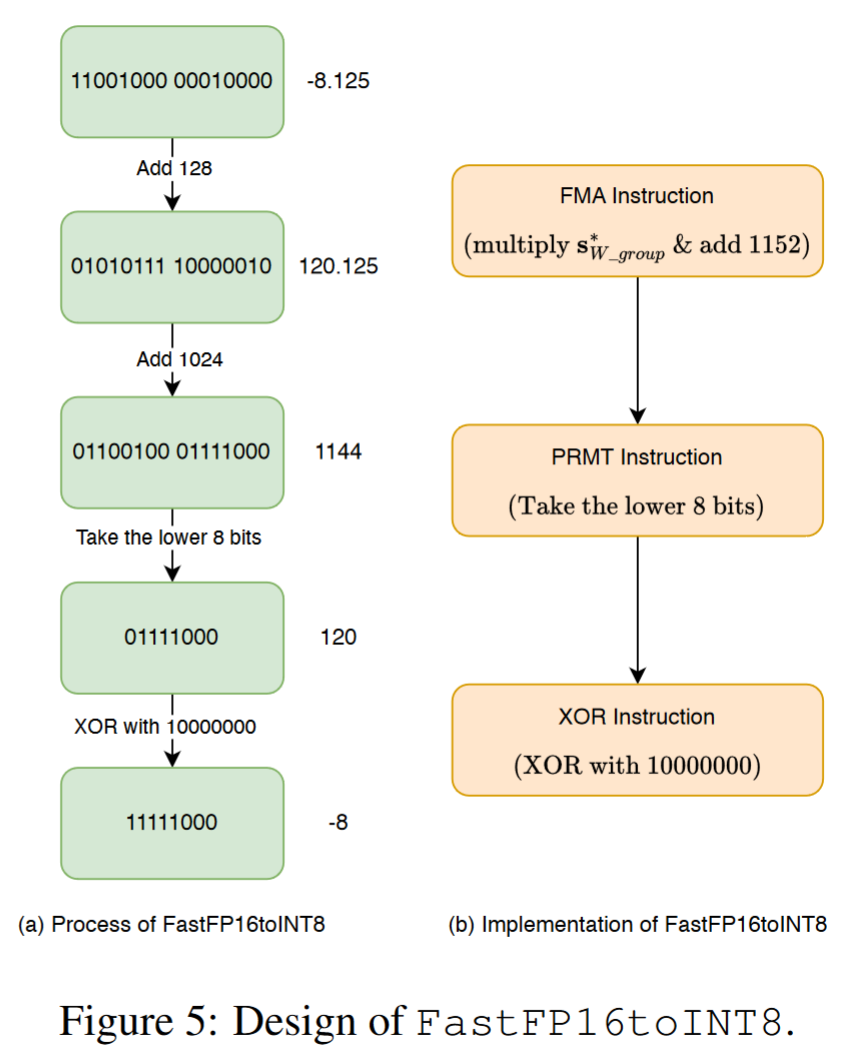 11001000 00010000 -8.125
Add 128
01010111 10000010 120.125
Add 1024
01100100 01111000 1144
Take the lower 8 bits
01111000 120
XOR with 10000000
11111000 -8
(a) Process of FastFP16toINT8
FMA Instruction
(multiply s*W_group & add 1152)
PRMT Instruction
(Take the lower 8 bits)
XOR Instruction
(XOR with 10000000)
(b) Implementation of FastFP16toINT8
Figure 5: Design of FastFP16toINT8.